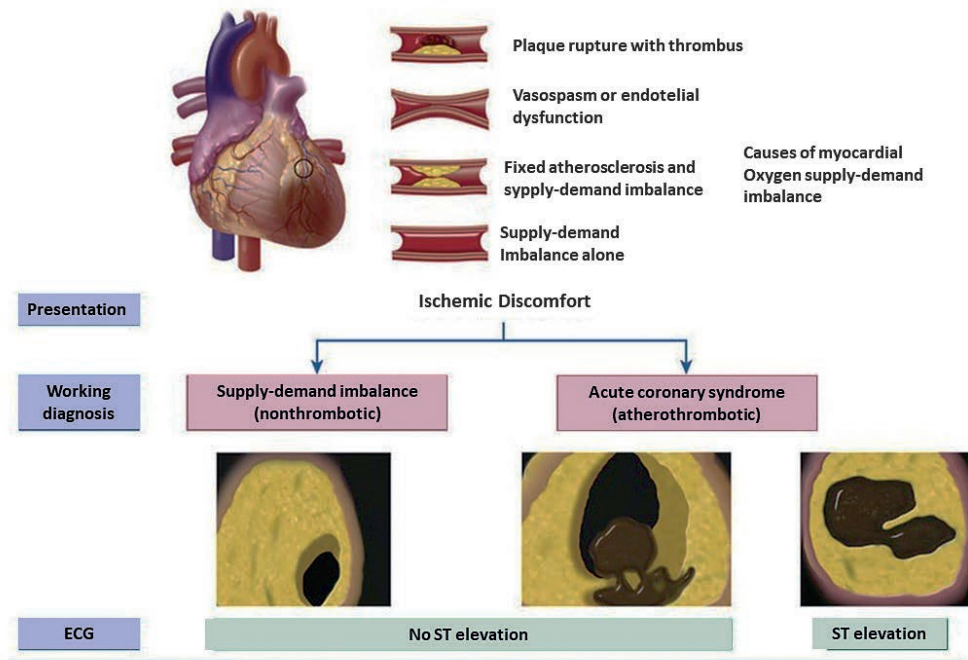 Plaque rupture with thrombus
Vasospasm or endotelial
dysfunction
Fixed atherosclerosis and
sypply-demand imbalance
Causes of myocardial
Oxygen supply-demand
imbalance
Supply-demand
Imbalance alone
Presentation
Ischemic Discomfort
Working
diagnosis
Supply-demand imbalance
(nonthrombotic)
Acute coronary syndrome
(atherothrombotic)
ECG
No ST elevation
ST elevation